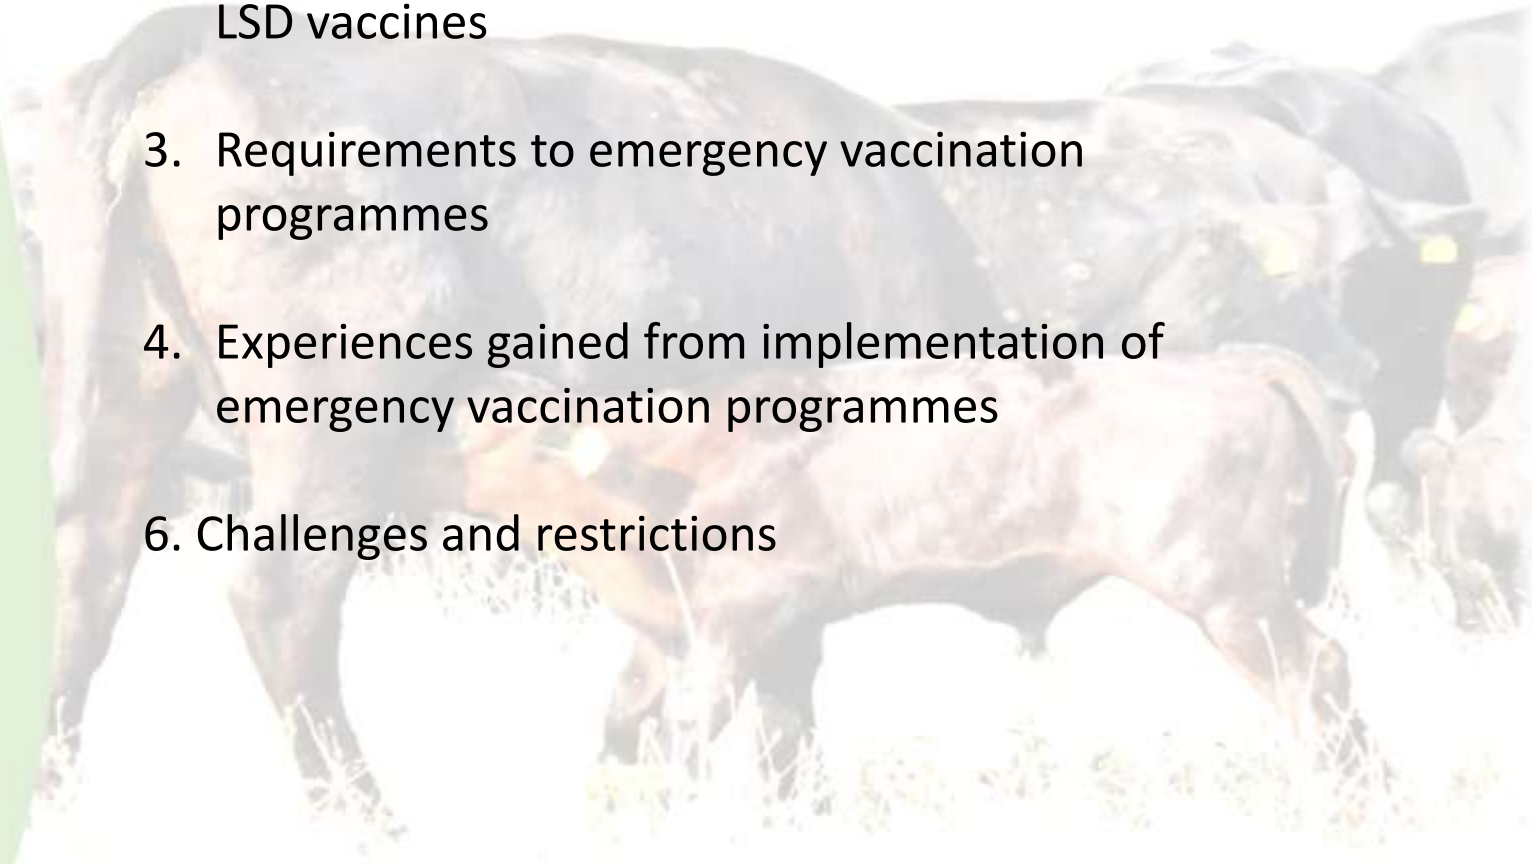 LSD vaccines
3. Requirements to emergency vaccination
programmes
4. Experiences gained from implementation of
emergency vaccination programmes
6. Challenges and restrictions